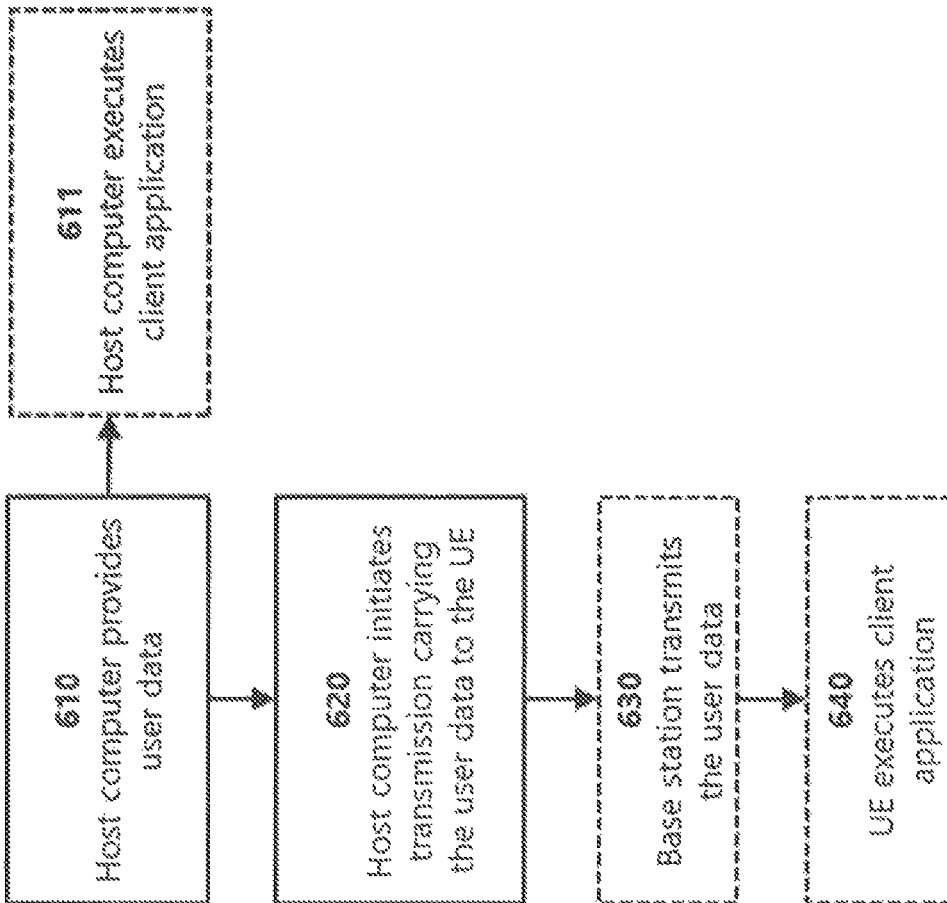 610
Host computer provides
user data
611
Host computer executes
client application
620
Host computer initiates
transmission carrying
the user data to the UE
630
Base station transmits
the user data
640
UE executes client
application